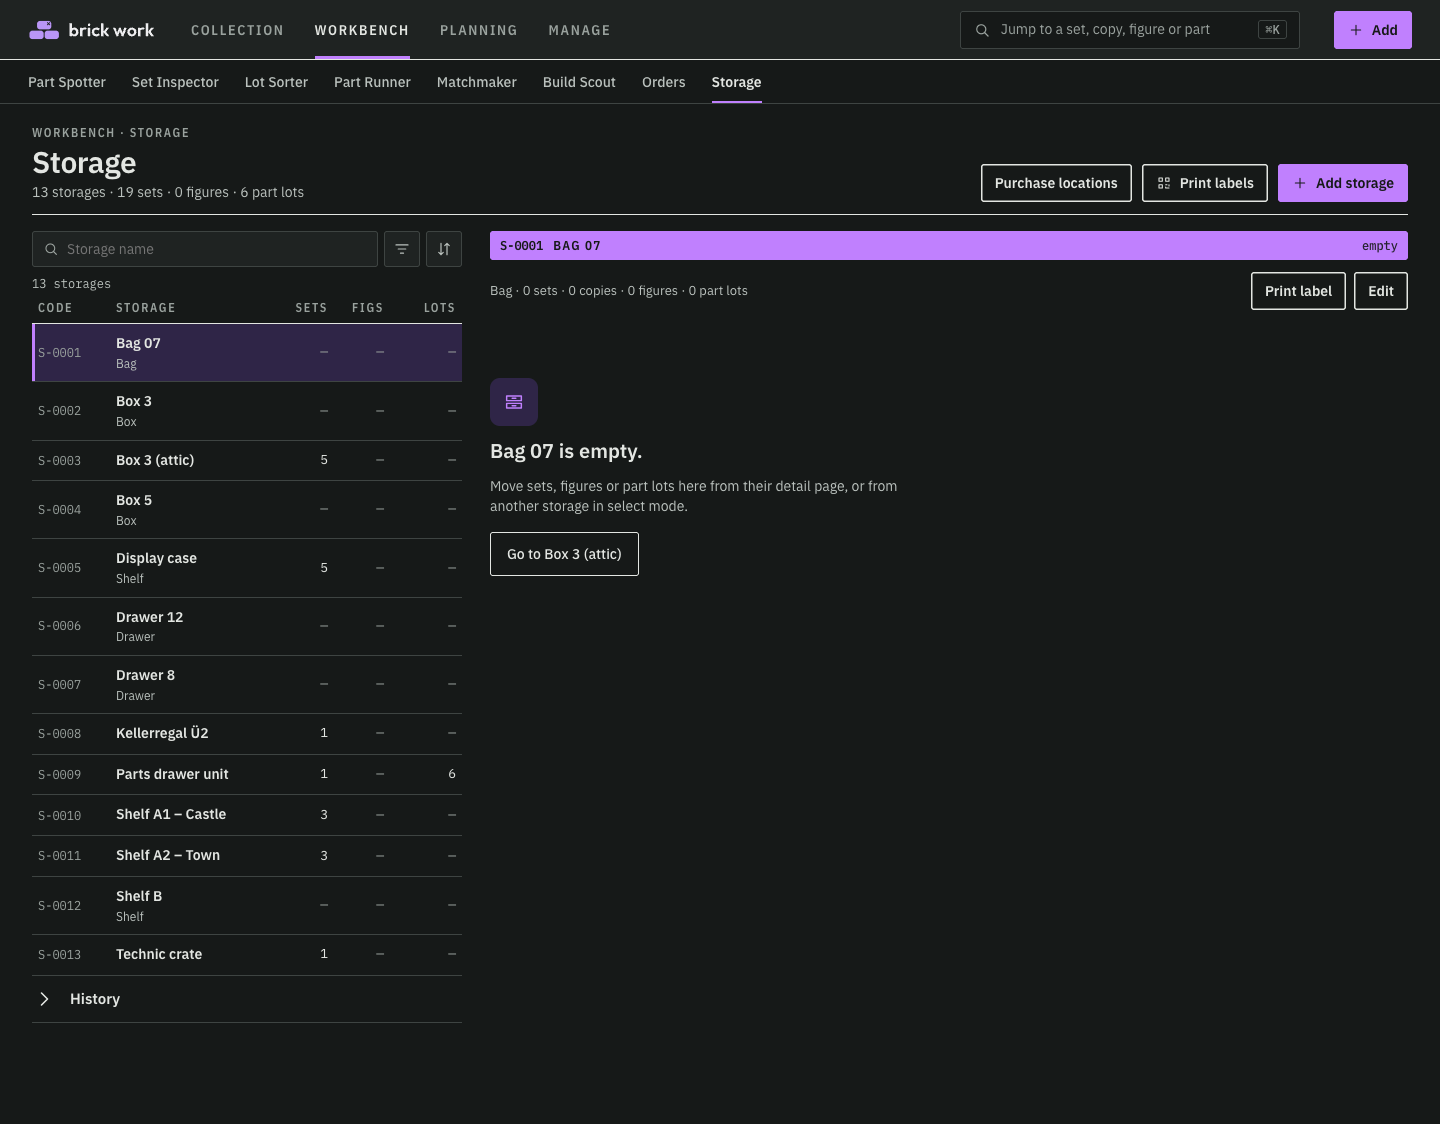 brick work
COLLECTION
WORKBENCH
PLANNING
MANAGE
Jump to a set, copy, figure or part
⌘K
Add
Part Spotter
Set Inspector
Lot Sorter
Part Runner
Matchmaker
Build Scout
Orders
Storage
WORKBENCH · STORAGE
Storage
13 storages · 19 sets · 0 figures · 6 part lots
Purchase locations
Print labels
Add storage
Storage name
13 storages
CODE STORAGE SETS FIGS LOTS
S-0001 Bag 07 – – –
Bag
S-0002 Box 3 – – –
Box
S-0003 Box 3 (attic) 5 – –
S-0004 Box 5 – – –
Box
S-0005 Display case 5 – –
Shelf
S-0006 Drawer 12 – – –
Drawer
S-0007 Drawer 8 – – –
Drawer
S-0008 Kellerregal Ü2 1 – –
S-0009 Parts drawer unit 1 – 6
S-0010 Shelf A1 – Castle 3 – –
S-0011 Shelf A2 – Town 3 – –
S-0012 Shelf B – – –
Shelf
S-0013 Technic crate 1 – –
History
S-0001 BAG 07 empty
Bag · 0 sets · 0 copies · 0 figures · 0 part lots
Print label
Edit
Bag 07 is empty.
Move sets, figures or part lots here from their detail page, or from
another storage in select mode.
Go to Box 3 (attic)